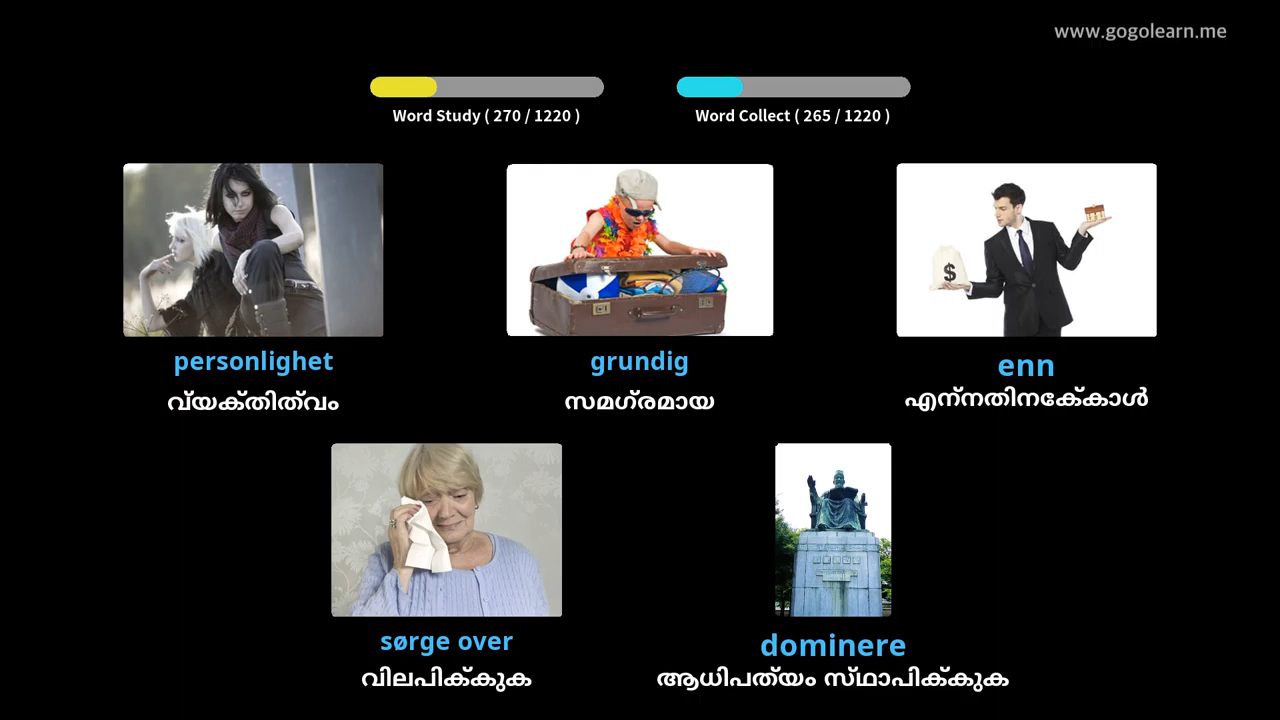 www.gogolearn.me
Word Study ( 270 / 1220 )
Word Collect ( 265 / 1220 )
personlighet
വ്യക്തിത്വം
grundig
സമഗ്രമായ
enn
എന്നതിനേക്കാൾ
sørge over
വിലപിക്കുക
dominere
ആധിപത്യം സ്ഥാപിക്കുക